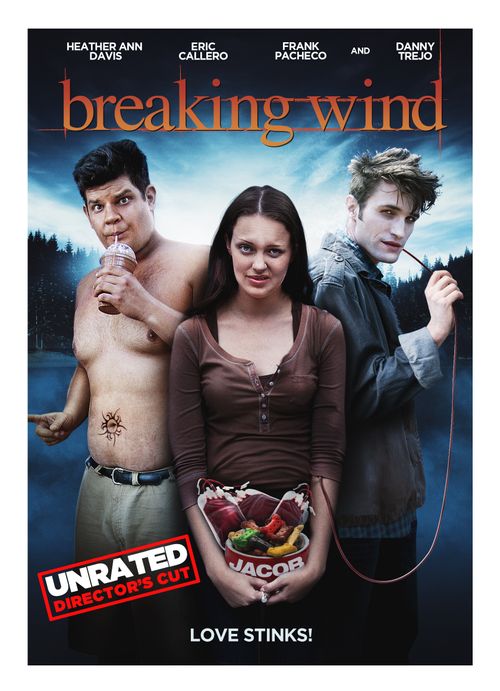 HEATHER ANN
DAVIS
ERIC
CALLERO
FRANK
PACHECO
AND
DANNY
TREJO
breaking wind
JACOB
UNRATED
DIRECTOR'S CUT
LOVE STINKS!